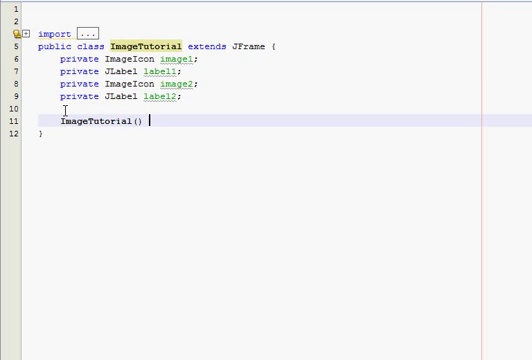 1
2
import ...
5 public class ImageTutorial extends JFrame {
6 private ImageIcon image1;
7 private JLabel label1;
8 private ImageIcon image2;
9 private JLabel label2;
10
11 ImageTutorial()
12 }